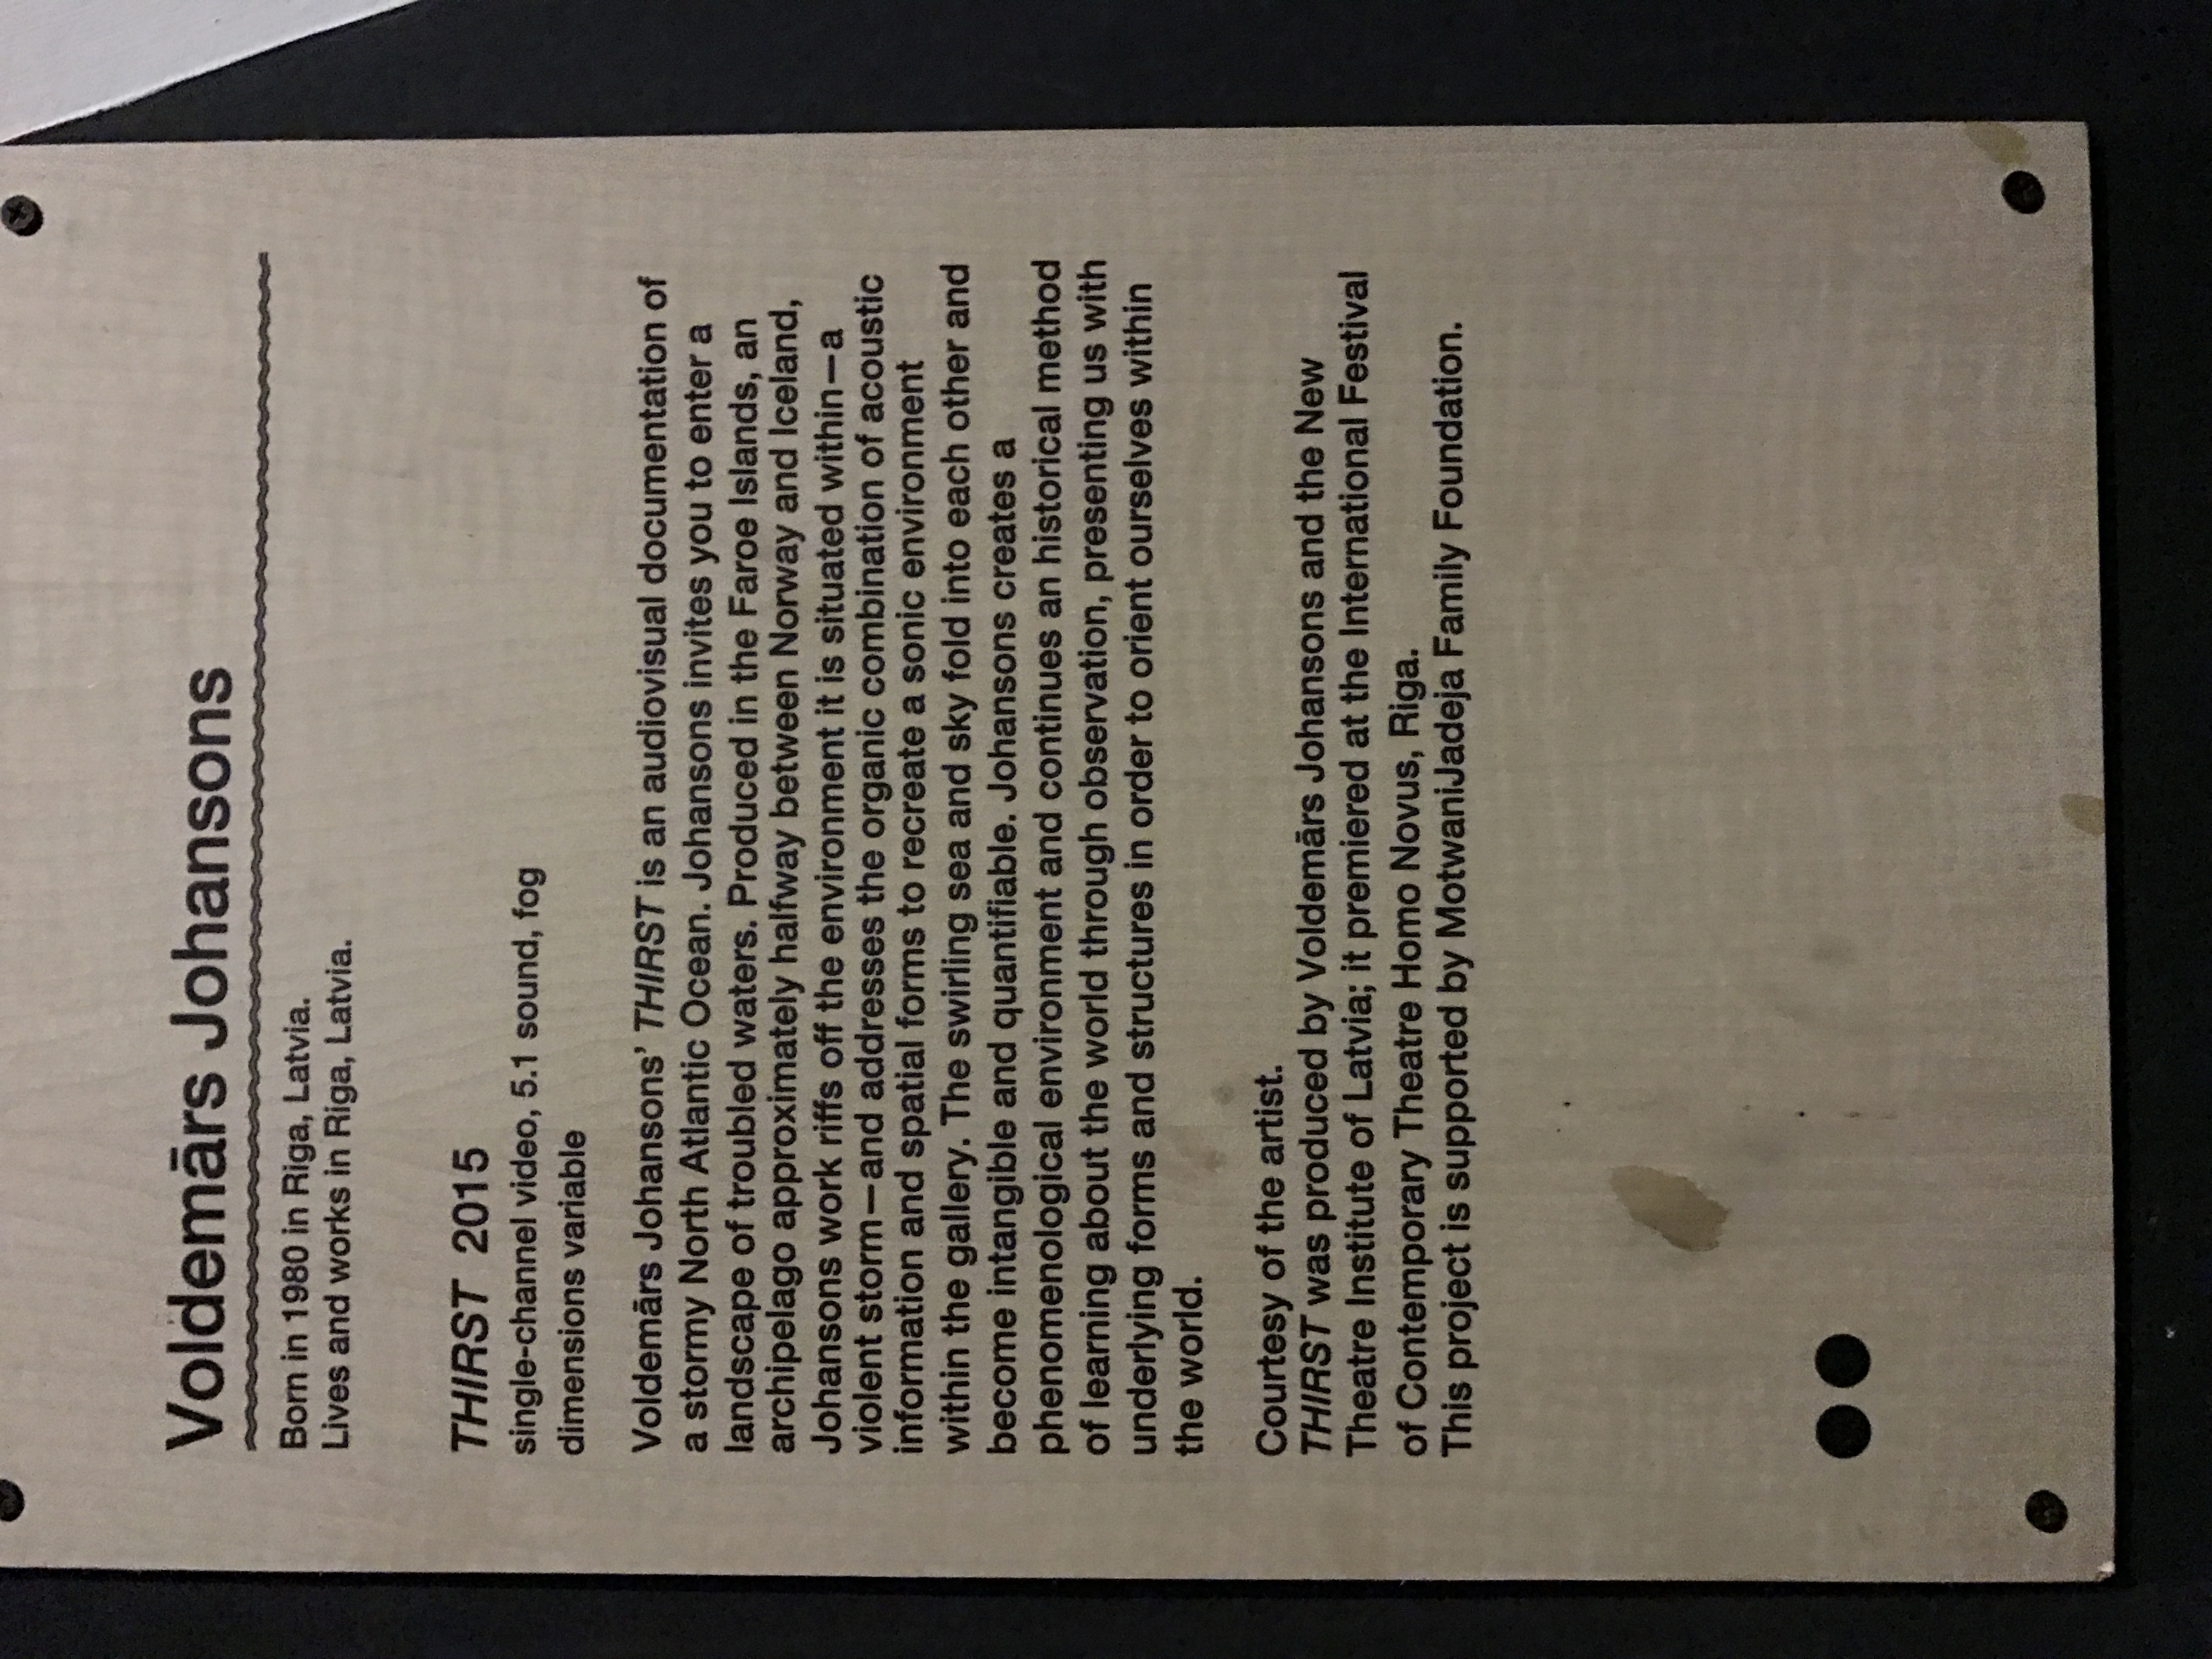 Voldemārs Johansons
Born in 1980 in Riga, Latvia.
Lives and works in Riga, Latvia.
THIRST 2015
single-channel video, 5.1 sound, fog
dimensions variable
Voldemārs Johansons’ THIRST is an audiovisual documentation of
a stormy North Atlantic Ocean. Johansons invites you to enter a
landscape of troubled waters. Produced in the Faroe Islands, an
archipelago approximately halfway between Norway and Iceland,
Johansons work riffs off the environment it is situated within—a
violent storm—and addresses the organic combination of acoustic
information and spatial forms to recreate a sonic environment
within the gallery. The swirling sea and sky fold into each other and
become intangible and quantifiable. Johansons creates a
phenomenological environment and continues an historical method
of learning about the world through observation, presenting us with
underlying forms and structures in order to orient ourselves within
the world.
Courtesy of the artist.
THIRST was produced by Voldemārs Johansons and the New
Theatre Institute of Latvia; it premiered at the International Festival
of Contemporary Theatre Homo Novus, Riga.
This project is supported by MotwaniJadeja Family Foundation.